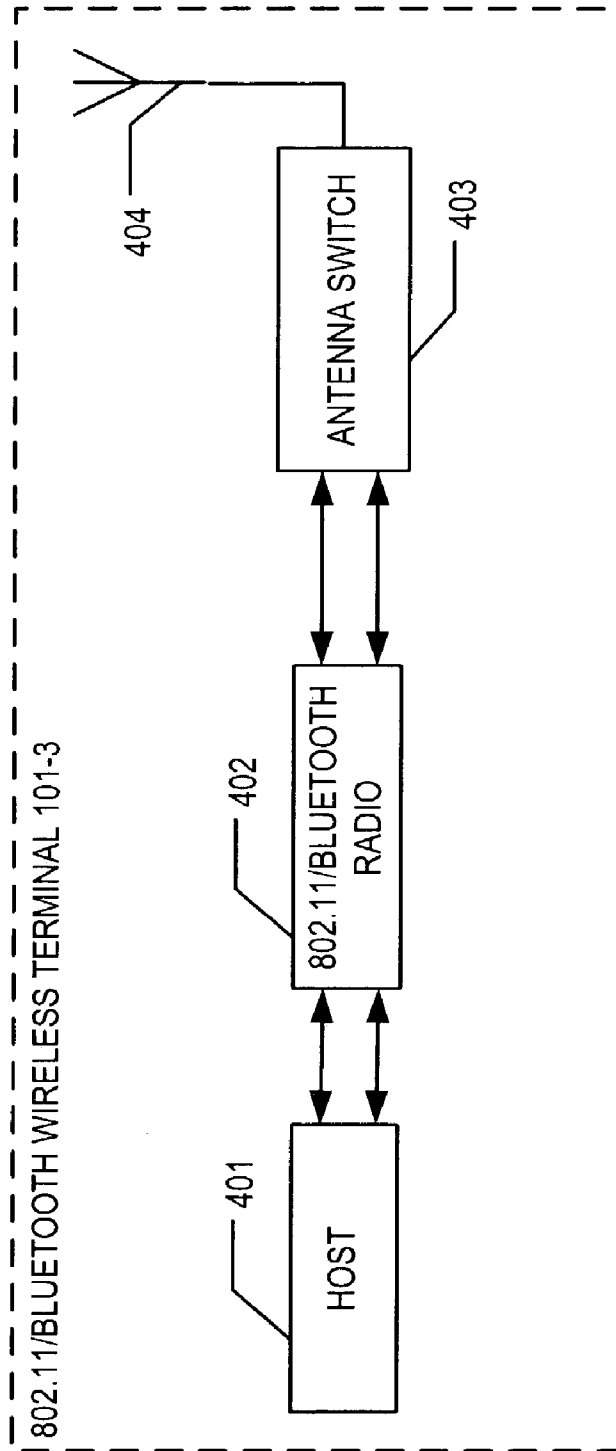 802.11/BLUETOOTH WIRELESS TERMINAL 101-3
401
HOST
402
802.11/BLUETOOTH
RADIO
404
ANTENNA SWITCH
403